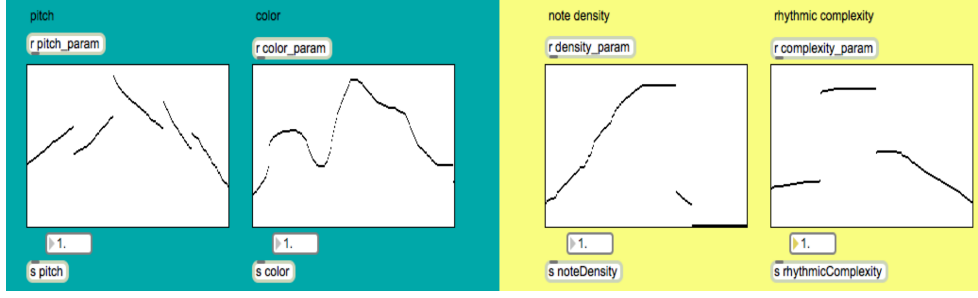 pitch
color
note density
rhythmic complexity
r pitch_param
r color_param
r density_param
r complexity_param
1.
1.
1.
1.
s pitch
s color
s noteDensity
s rhythmicComplexity